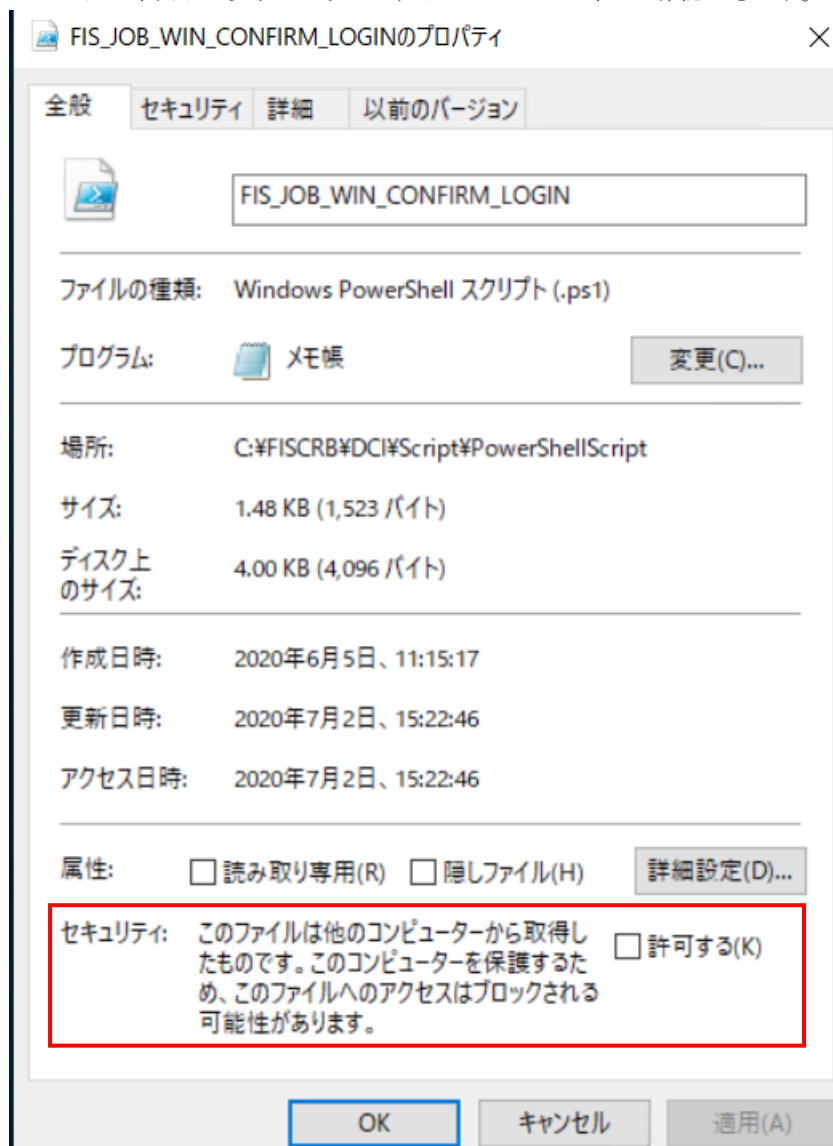 FIS_JOB_WIN_CONFIRM_LOGINのプロパティ
全般 セキュリティ 詳細 以前のバージョン
FIS_JOB_WIN_CONFIRM_LOGIN
ファイルの種類: Windows PowerShell スクリプト (.ps1)
プログラム: メモ帳 変更(C)...
場所: C:¥FISCRB¥DCI¥Script¥PowerShellScript
サイズ: 1.48 KB (1,523 バイト)
ディスク上
のサイズ: 4.00 KB (4,096 バイト)
作成日時: 2020年6月5日、11:15:17
更新日時: 2020年7月2日、15:22:46
アクセス日時: 2020年7月2日、15:22:46
属性: 読み取り専用(R) 隠しファイル(H) 詳細設定(D)...
セキュリティ: このファイルは他のコンピューターから取得し
たものです。このコンピューターを保護するた
め、このファイルへのアクセスはブロックされる
可能性があります。
許可する(K)
OK キャンセル 適用(A)